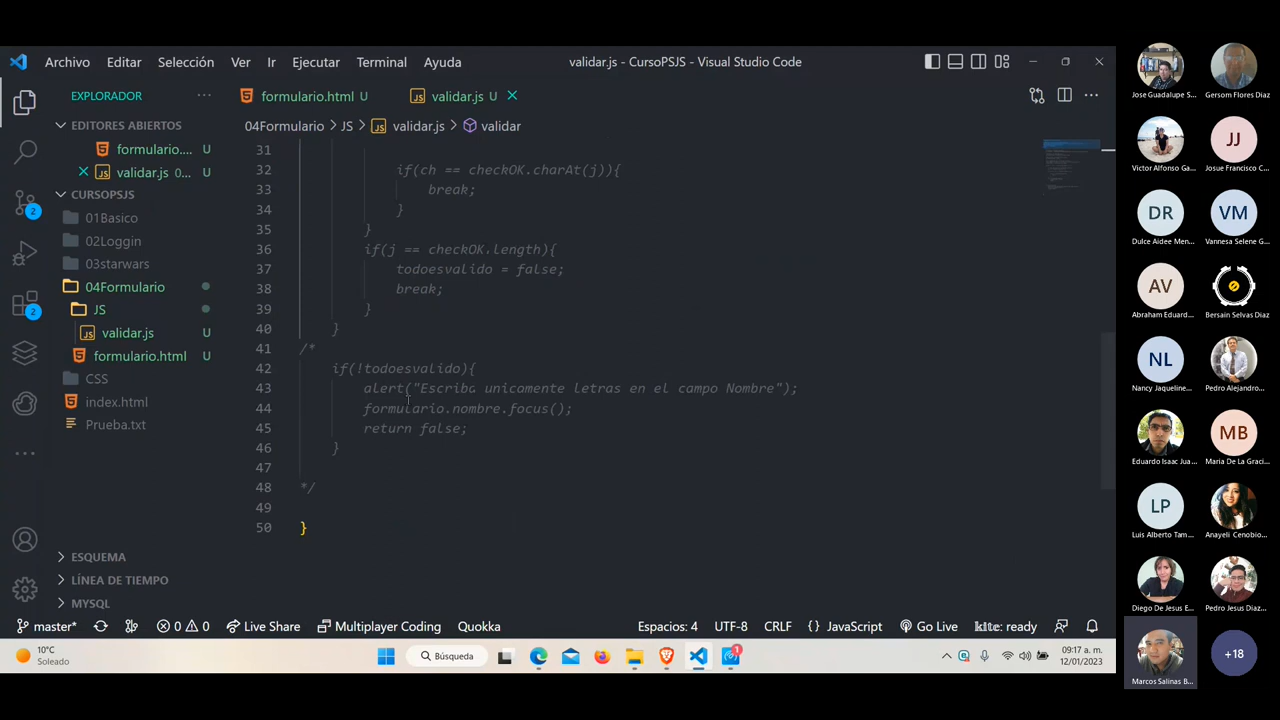 Archivo Editar Selección Ver Ir Ejecutar Terminal Ayuda validar.js - CursoPSJS - Visual Studio Code
EXPLORADOR
formulario.html U validar.js U
EDITORES ABIERTOS
formulario.... U
validar.js 0... U
CURSOPSJS
01Basico
02Loggin
03starwars
04Formulario
JS
validar.js U
formulario.html U
CSS
index.html
Prueba.txt
ESQUEMA
LÍNEA DE TIEMPO
MYSQL
2
2
04Formulario > JS > validar.js > validar
31
32 if(ch == checkOK.charAt(j)){
33 break;
34 }
35 }
36 if(j == checkOK.length){
37 todoesvalido = false;
38 break;
39 }
40 }
41 /*
42 if(!todoesvalido){
43 alert("Escriba unicamente letras en el campo Nombre");
44 formulario.nombre.focus();
45 return false;
46 }
47
48 */
49
50 }
master* 0 0 Live Share Multiplayer Coding Quokka Espacios: 4 UTF-8 CRLF {} JavaScript Go Live kite: ready
10°C
Soleado
Búsqueda
1
09:17 a. m.
12/01/2023
Jose Guadalupe S... Gersom Flores Diaz
JJ
Victor Alfonso Ga... Josue Francisco C...
DR VM
Dulce Aidee Men... Vannesa Selene G...
AV
Abraham Eduard... Bersain Selvas Diaz
NL
Nancy Jaqueline... Pedro Alejandro...
MB
Eduardo Isaac Jua... Maria De La Graci...
LP
Luis Alberto Tam... Anayeli Cenobio...
Diego De Jesus E... Pedro Jesus Diaz...
+18
Marcos Salinas B...